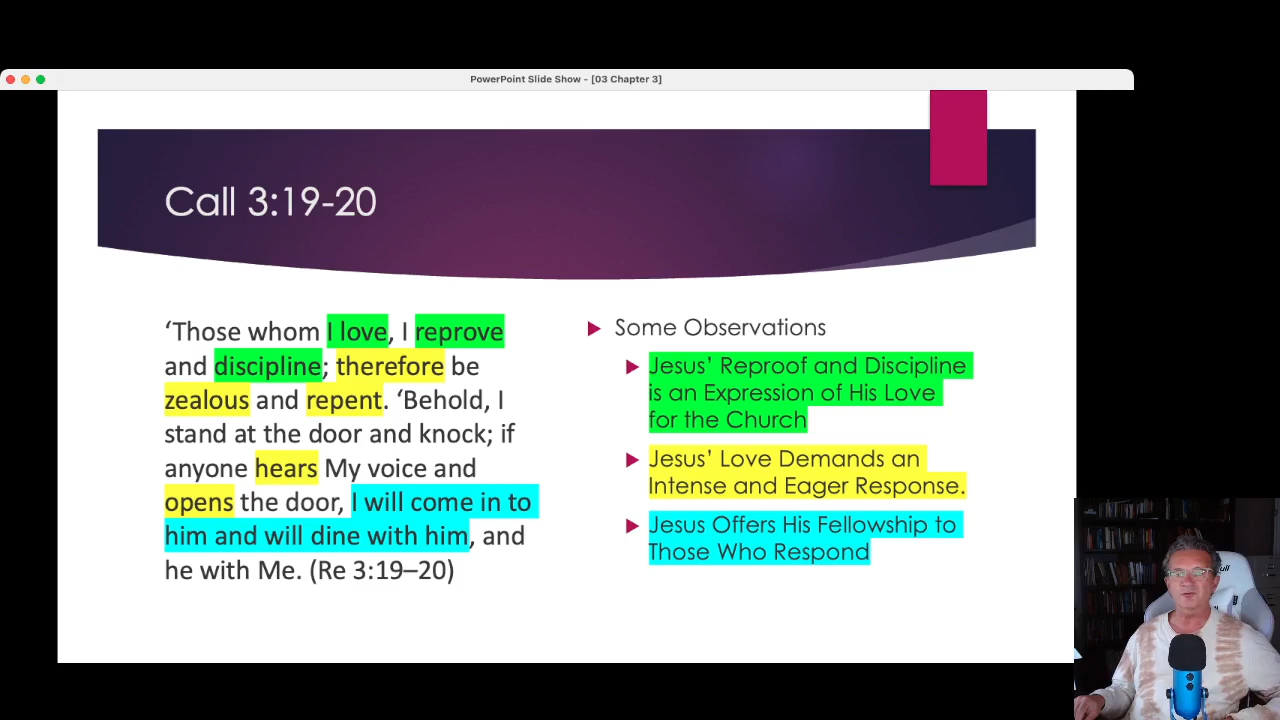 PowerPoint Slide Show - [03 Chapter 3]
Call 3:19-20
‘Those whom I love, I reprove
and discipline; therefore be
zealous and repent. ‘Behold, I
stand at the door and knock; if
anyone hears My voice and
opens the door, I will come in to
him and will dine with him, and
he with Me. (Re 3:19–20)
Some Observations
Jesus’ Reproof and Discipline
is an Expression of His Love
for the Church
Jesus’ Love Demands an
Intense and Eager Response.
Jesus Offers His Fellowship to
Those Who Respond